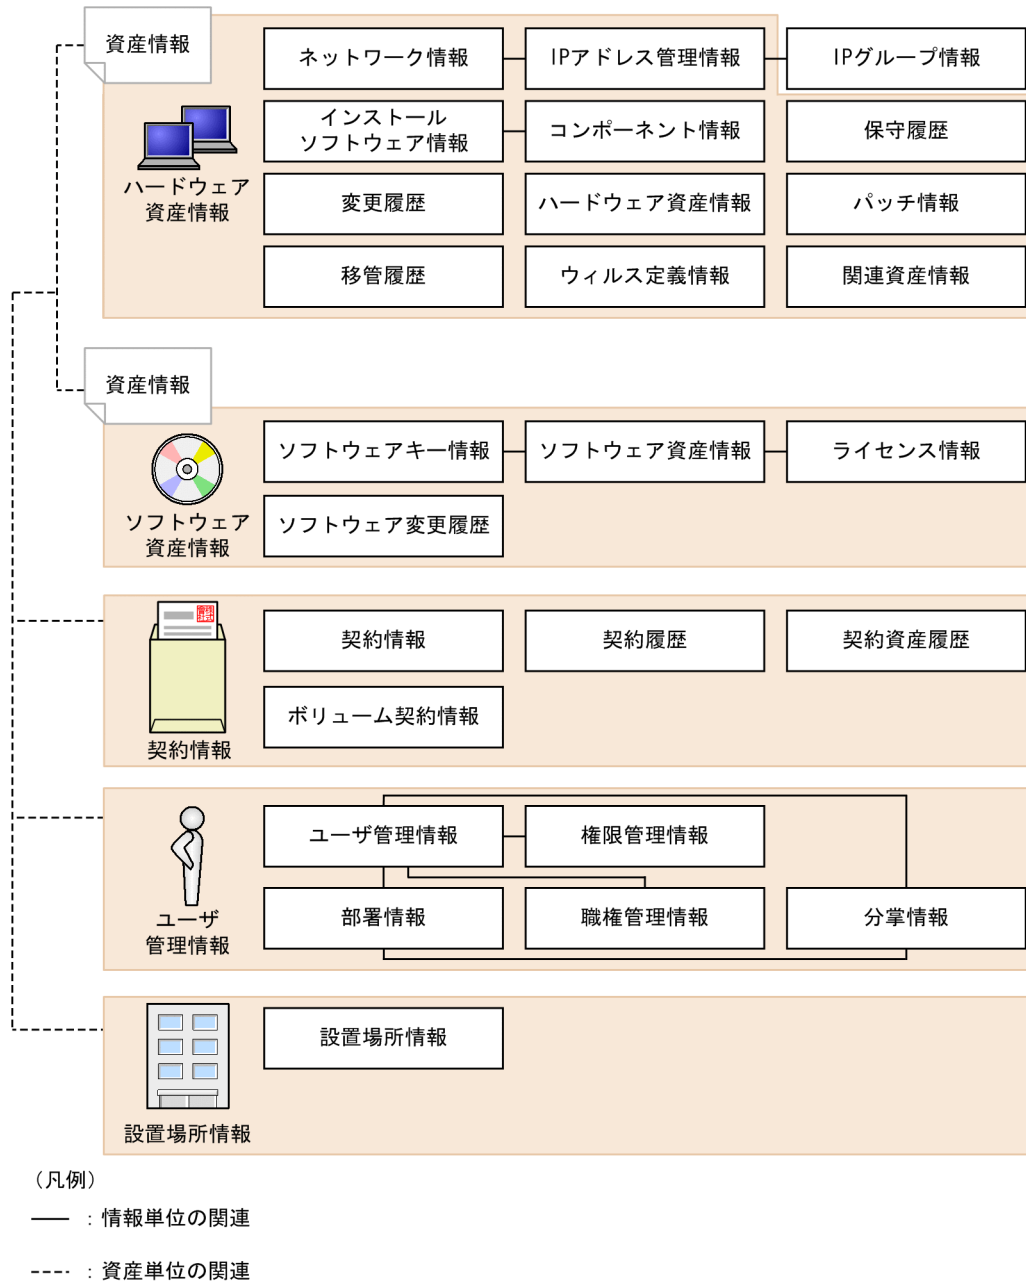 資産情報
ネットワーク情報
IPアドレス管理情報
IPグループ情報
インストール
ソフトウェア情報
コンポーネント情報
保守履歴
ハードウェア
資産情報
変更履歴
ハードウェア資産情報
パッチ情報
移管履歴
ウィルス定義情報
関連資産情報
資産情報
ソフトウェアキー情報
ソフトウェア資産情報
ライセンス情報
ソフトウェア
資産情報
ソフトウェア変更履歴
契約情報
契約履歴
契約資産履歴
ボリューム契約情報
契約情報
ユーザ管理情報
権限管理情報
ユーザ
管理情報
部署情報
職権管理情報
分掌情報
設置場所情報
設置場所情報
（凡例）
：情報単位の関連
：資産単位の関連